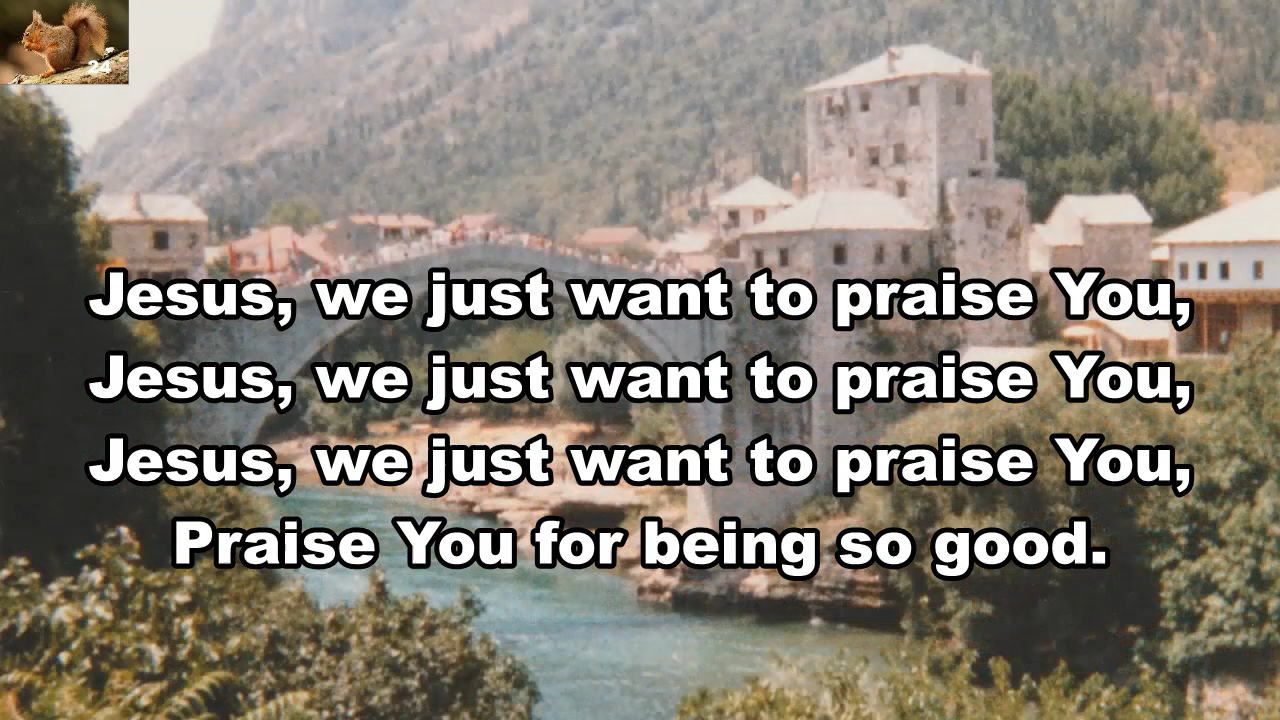 24
Jesus, we just want to praise You,
Jesus, we just want to praise You,
Jesus, we just want to praise You,
Praise You for being so good.